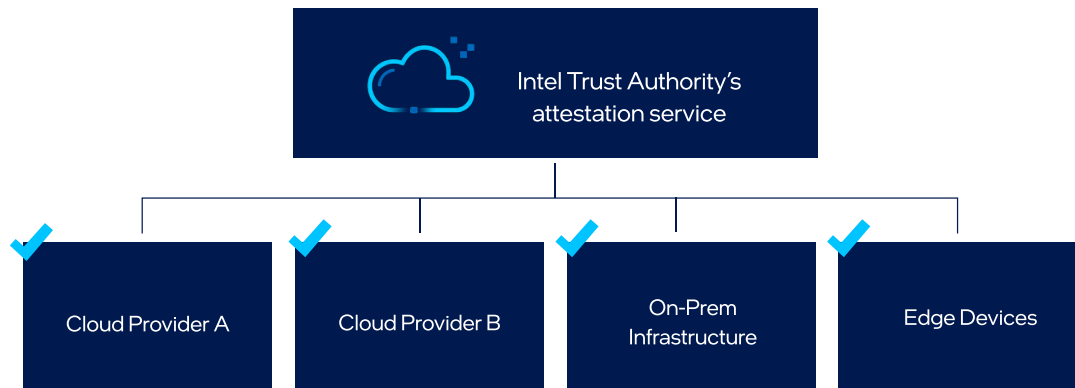 Intel Trust Authority’s
attestation service
Cloud Provider A
Cloud Provider B
On-Prem
Infrastructure
Edge Devices